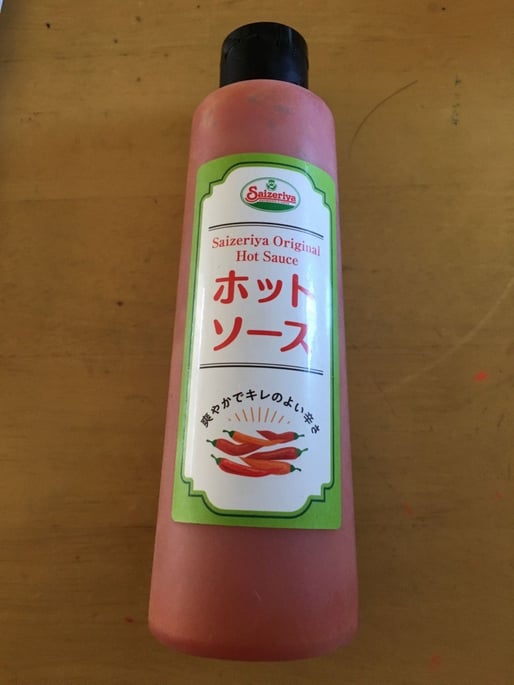 Saizeriya
Saizeriya Original
Hot Sauce
ホット
ソース
爽やかでキレのよい辛さ